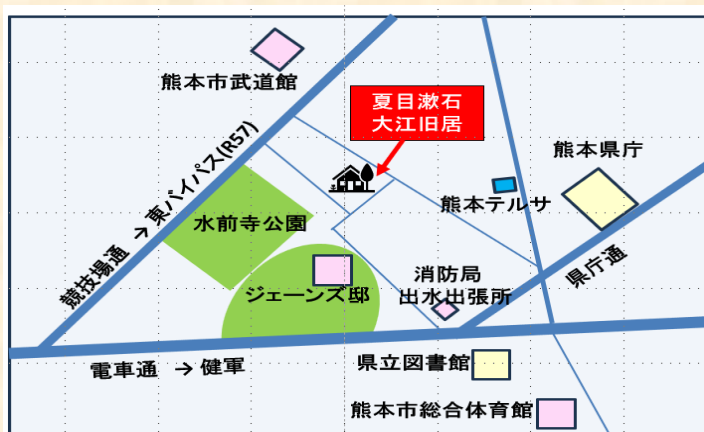 熊本市武道館
夏目漱石
大江旧居
熊本県庁
競技場通 → 東バイパス(R57)
熊本テルサ
水前寺公園
県庁通
消防局
出水出張所
ジェーンズ邸
県立図書館
電車通 → 健軍
熊本市総合体育館